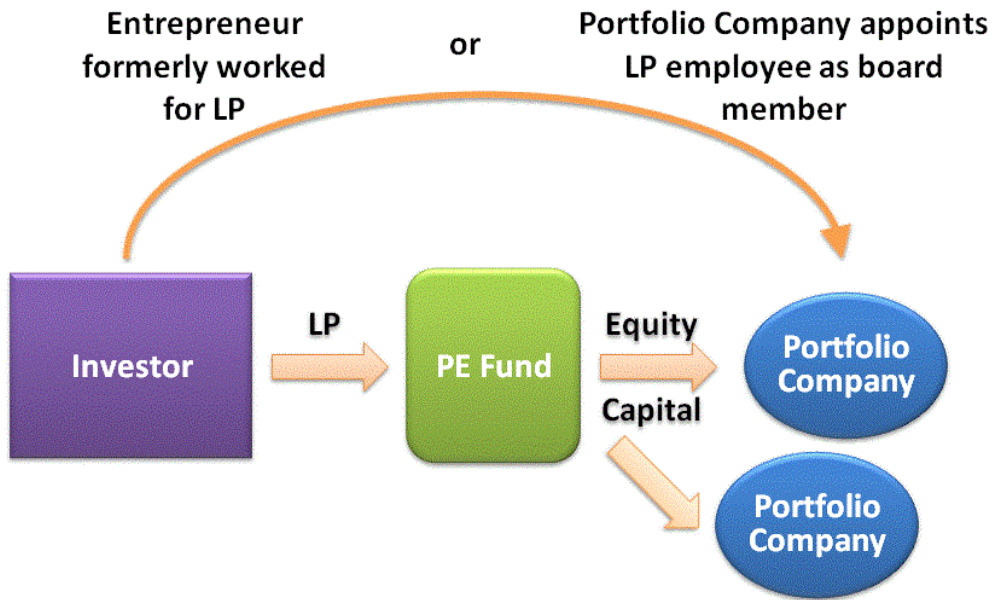 Entrepreneur
formerly worked
for LP
or
Portfolio Company appoints
LP employee as board
member
Investor
LP
PE Fund
Equity
Capital
Portfolio
Company
Portfolio
Company